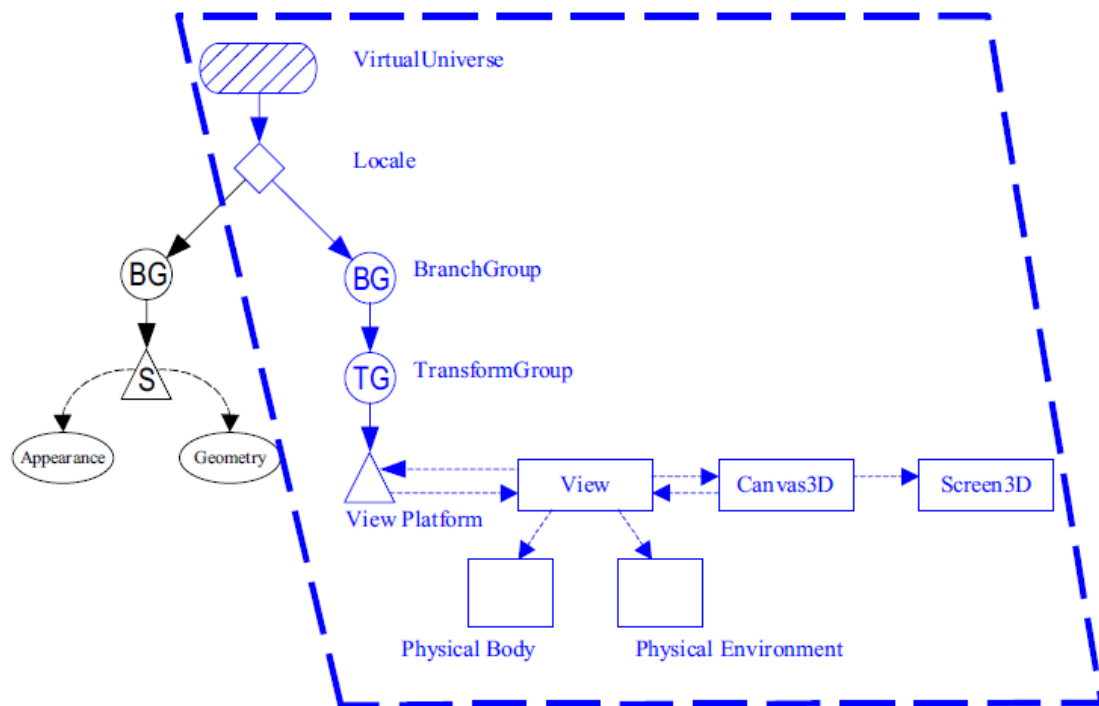 VirtualUniverse
Locale
BG
BG
BranchGroup
S
TG
TransformGroup
Appearance
Geometry
View
Canvas3D
Screen3D
View Platform
Physical Body
Physical Environment